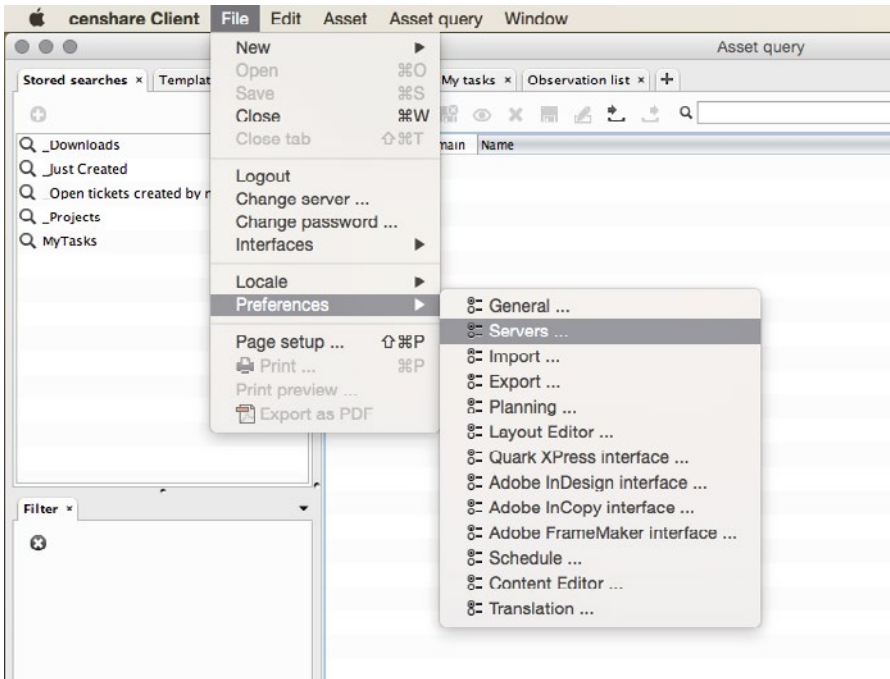 censhare Client File Edit Asset Asset query Window
Asset query
Stored searches × Templat My tasks × Observation list ×
main Name
_Downloads
_Just Created
_Open tickets created by
_Projects
MyTasks
New
Open ⌘O
Save ⌘S
Close ⌘W
Close tab ⇧⌘T
Logout
Change server ...
Change password ...
Interfaces
Locale
Preferences
Page setup ... ⇧⌘P
Print ... ⌘P
Print preview ...
Export as PDF
General ...
Servers ...
Import ...
Export ...
Planning ...
Layout Editor ...
Quark XPress interface ...
Adobe InDesign interface ...
Adobe InCopy interface ...
Adobe FrameMaker interface ...
Schedule ...
Content Editor ...
Translation ...
Filter ×